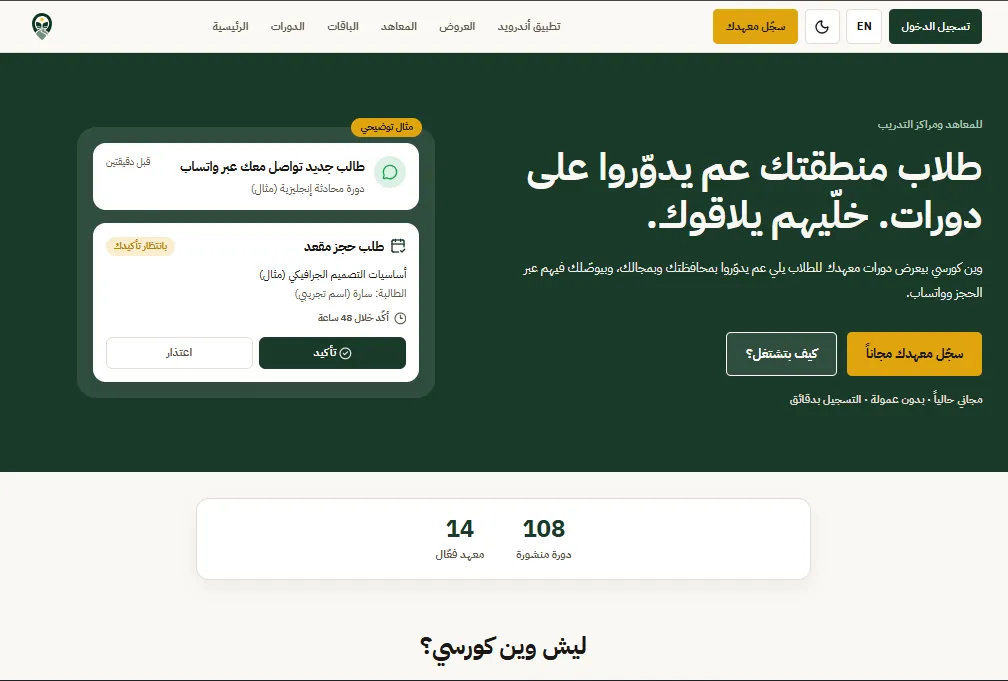 تسجيل الدخول
EN
سجّل معهدك
تطبيق أندرويد
العروض
المعاهد
الباقات
الدورات
الرئيسية
للمعاهد ومراكز التدريب
طلاب منطقتك عم يدوّروا على
دورات. خلّيهم يلاقوك.
وين كورسي بيعرض دورات معهدك للطلاب يلي عم يدوّروا بمحافظتك وبمجالك، وبيوصّلك فيهم عبر
الحجز وواتساب.
سجّل معهدك مجاناً
كيف بتشتغل؟
مجاني حالياً · بدون عمولة · التسجيل بدقائق
مثال توضيحي
طالب جديد تواصل معك عبر واتساب
قبل دقيقتين
دورة محادثة إنجليزية (مثال)
طلب حجز مقعد
بانتظار تأكيدك
أساسيات التصميم الجرافيكي (مثال)
الطالبة: سارة (اسم تجريبي)
أكّد خلال 48 ساعة
تأكيد
اعتذار
108
دورة منشورة
14
معهد فعّال
ليش وين كورسي؟